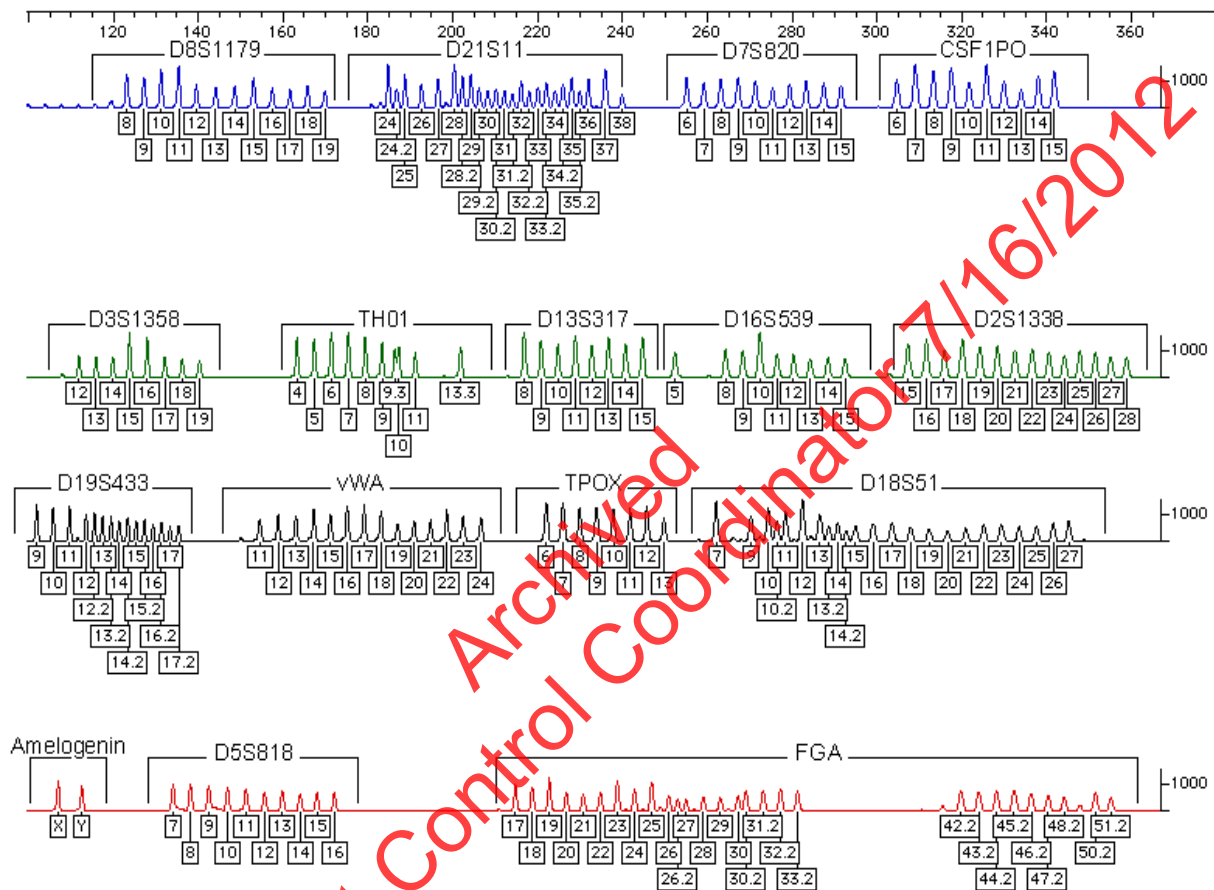 120 140 160 180 200 220 240 260 280 300 320 340 360
D8S1179 D21S11 D7S820 CSF1PO
1000
8 10 12 14 16 18 24 26 28 30 32 34 36 38 6 8 10 12 14 6 8 10 12 14
9 11 13 15 17 19 24.2 27 29 31 33 35 37 7 9 11 13 15 7 9 11 13 15
25 28.2 31.2 34.2
29.2 32.2 35.2
30.2 33.2
D3S1358 TH01 D13S317 D16S539 D2S1338
1000
12 14 16 18 4 6 8 9.3 13.3 8 10 12 14 5 8 10 12 14 15 17 19 21 23 25 27
13 15 17 19 5 7 9 11 9 11 13 15 9 11 13 15 16 18 20 22 24 26 28
10
D19S433 vWA TPOX D18S51
1000
9 11 13 15 17 11 13 15 17 19 21 23 6 8 10 12 7 9 11 13 15 17 19 21 23 25 27
10 12 14 16 12 14 16 18 20 22 24 7 9 11 13 10 12 14 16 18 20 22 24 26
12.2 15.2 10.2 13.2
13.2 16.2 14.2
14.2 17.2
Amelogenin D5S818 FGA
1000
X Y 7 9 11 13 15 17 19 21 23 25 27 29 31.2 42.2 45.2 48.2 51.2
8 10 12 14 16 18 20 22 24 26 28 30 32.2 43.2 46.2 50.2
26.2 30.2 33.2 44.2 47.2
Archived
Control Coordinator 7/16/2012